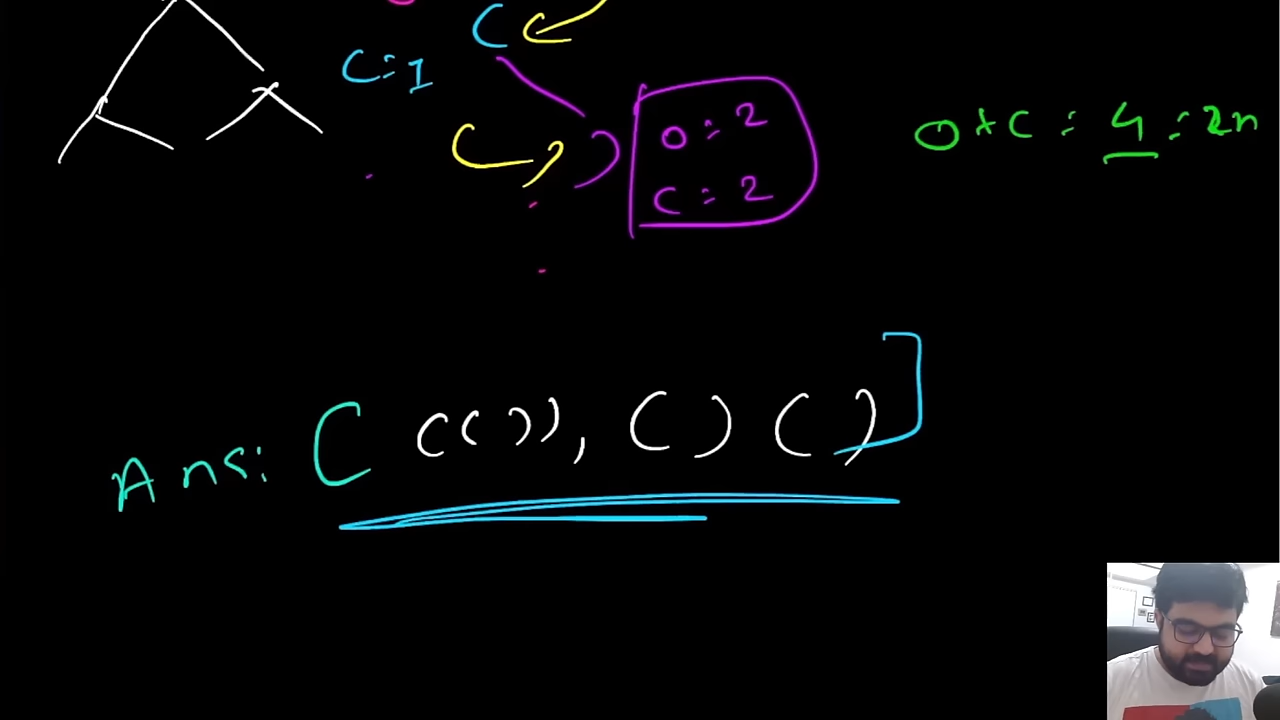 ( (
C = 1
( ) )
O = 2
C = 2
O + C = 4 = 2n
Ans: [ (()), ()() ]